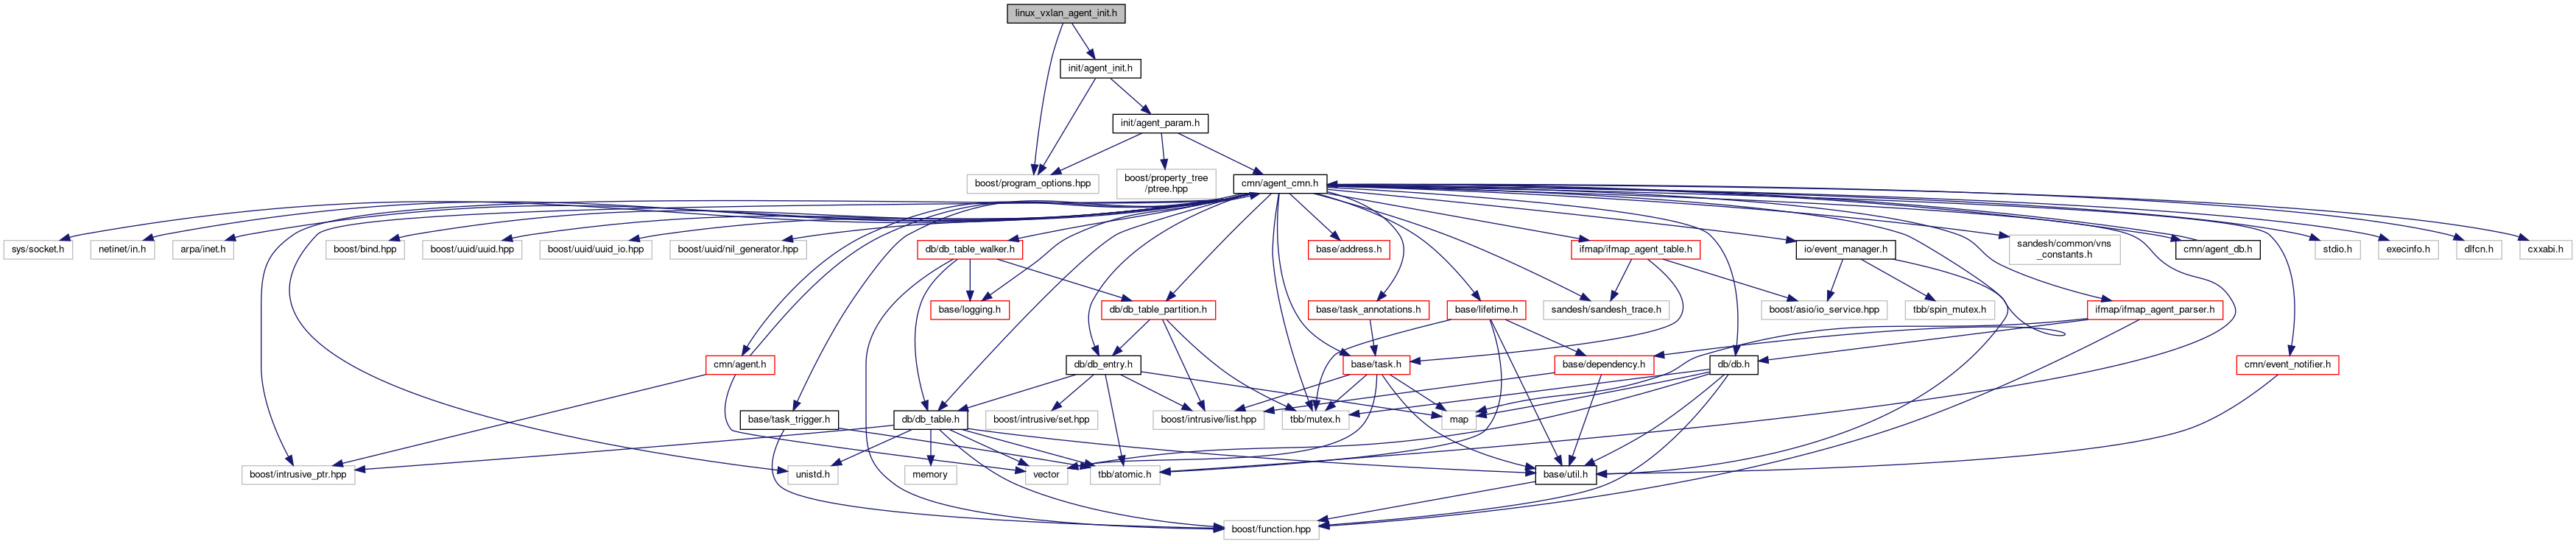 linux_vxlan_agent_init.h
init/agent_init.h
init/agent_param.h
boost/program_options.hpp
boost/property_tree
/ptree.hpp
cmn/agent_cmn.h
sys/socket.h
netinet/in.h
arpa/inet.h
boost/bind.hpp
boost/uuid/uuid.hpp
boost/uuid/uuid_io.hpp
boost/uuid/nil_generator.hpp
db/db_table_walker.h
base/address.h
ifmap/ifmap_agent_table.h
io/event_manager.h
sandesh/common/vns
_constants.h
cmn/agent_db.h
stdio.h
execinfo.h
dlfcn.h
cxxabi.h
base/logging.h
db/db_table_partition.h
base/task_annotations.h
base/lifetime.h
sandesh/sandesh_trace.h
boost/asio/io_service.hpp
tbb/spin_mutex.h
ifmap/ifmap_agent_parser.h
cmn/agent.h
db/db_entry.h
base/task.h
base/dependency.h
db/db.h
cmn/event_notifier.h
base/task_trigger.h
db/db_table.h
boost/intrusive/set.hpp
boost/intrusive/list.hpp
tbb/mutex.h
map
boost/intrusive_ptr.hpp
unistd.h
memory
vector
tbb/atomic.h
base/util.h
boost/function.hpp